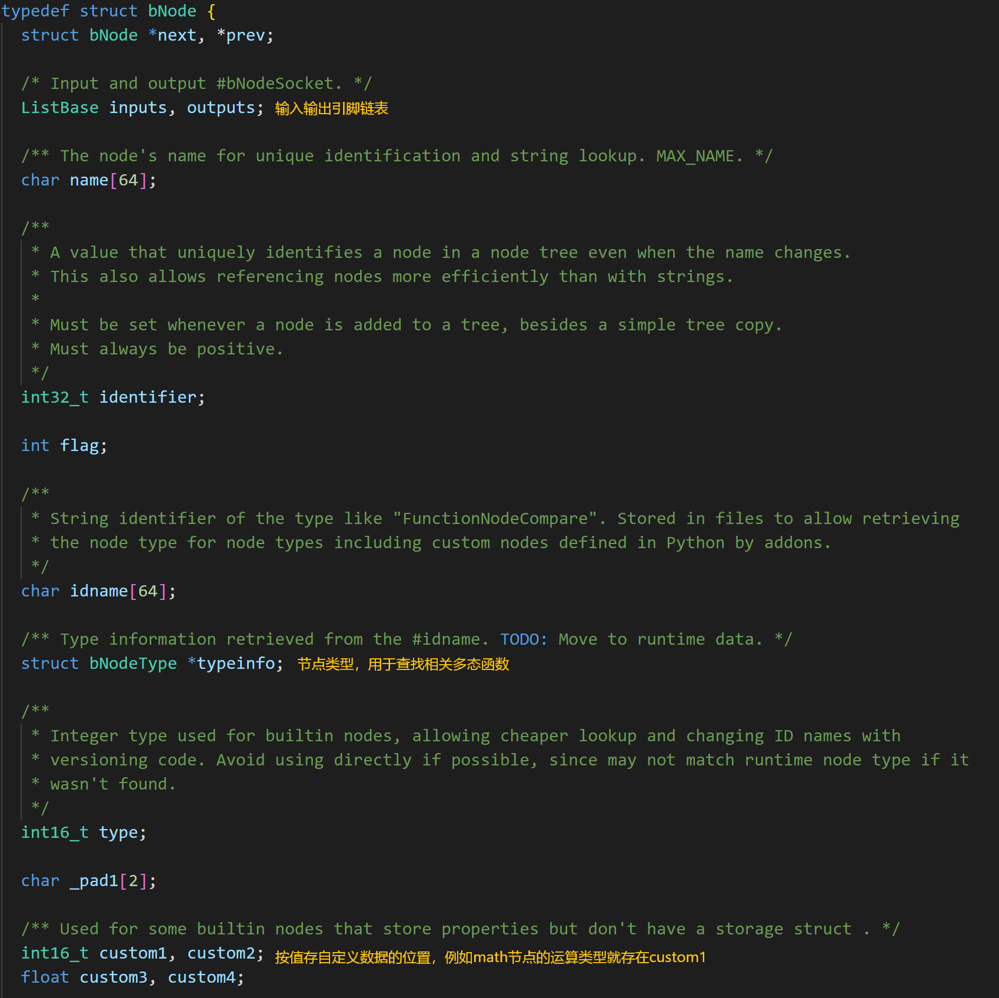 typedef struct bNode {
struct bNode *next, *prev;
/* Input and output #bNodeSocket. */
ListBase inputs, outputs; 输入输出引脚链表
/** The node's name for unique identification and string lookup. MAX_NAME. */
char name[64];
/**
* A value that uniquely identifies a node in a node tree even when the name changes.
* This also allows referencing nodes more efficiently than with strings.
*
* Must be set whenever a node is added to a tree, besides a simple tree copy.
* Must always be positive.
*/
int32_t identifier;
int flag;
/**
* String identifier of the type like "FunctionNodeCompare". Stored in files to allow retrieving
* the node type for node types including custom nodes defined in Python by addons.
*/
char idname[64];
/** Type information retrieved from the #idname. TODO: Move to runtime data. */
struct bNodeType *typeinfo; 节点类型，用于查找相关多态函数
/**
* Integer type used for builtin nodes, allowing cheaper lookup and changing ID names with
* versioning code. Avoid using directly if possible, since may not match runtime node type if it
* wasn't found.
*/
int16_t type;
char _pad1[2];
/** Used for some builtin nodes that store properties but don't have a storage struct . */
int16_t custom1, custom2; 按值存自定义数据的位置，例如math节点的运算类型就存在custom1
float custom3, custom4;